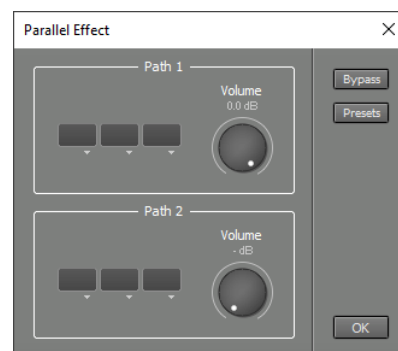 Parallel Effect
Path 1
Volume
0.0 dB
Bypass
Presets
Path 2
Volume
- dB
OK